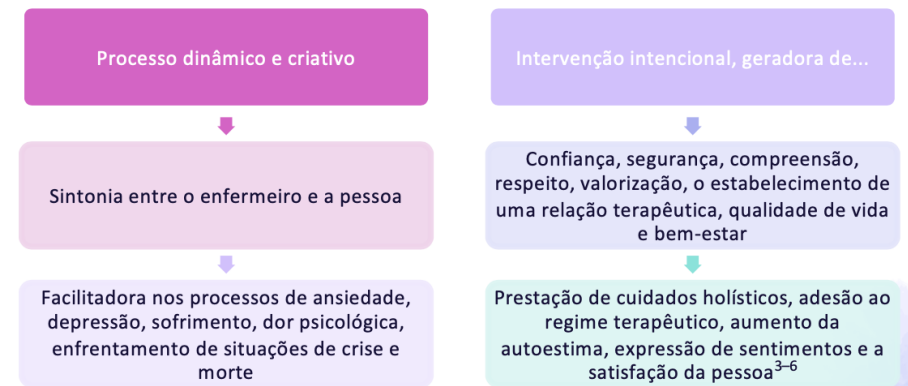 Processo dinâmico e criativo
Sintonia entre o enfermeiro e a pessoa
Facilitadora nos processos de ansiedade,
depressão, sofrimento, dor psicológica,
enfrentamento de situações de crise e
morte
Intervenção intencional, geradora de...
Confiança, segurança, compreensão,
respeito, valorização, o estabelecimento de
uma relação terapêutica, qualidade de vida
e bem-estar
Prestação de cuidados holísticos, adesão ao
regime terapêutico, aumento da
autoestima, expressão de sentimentos e a
satisfação da pessoa³⁻⁶